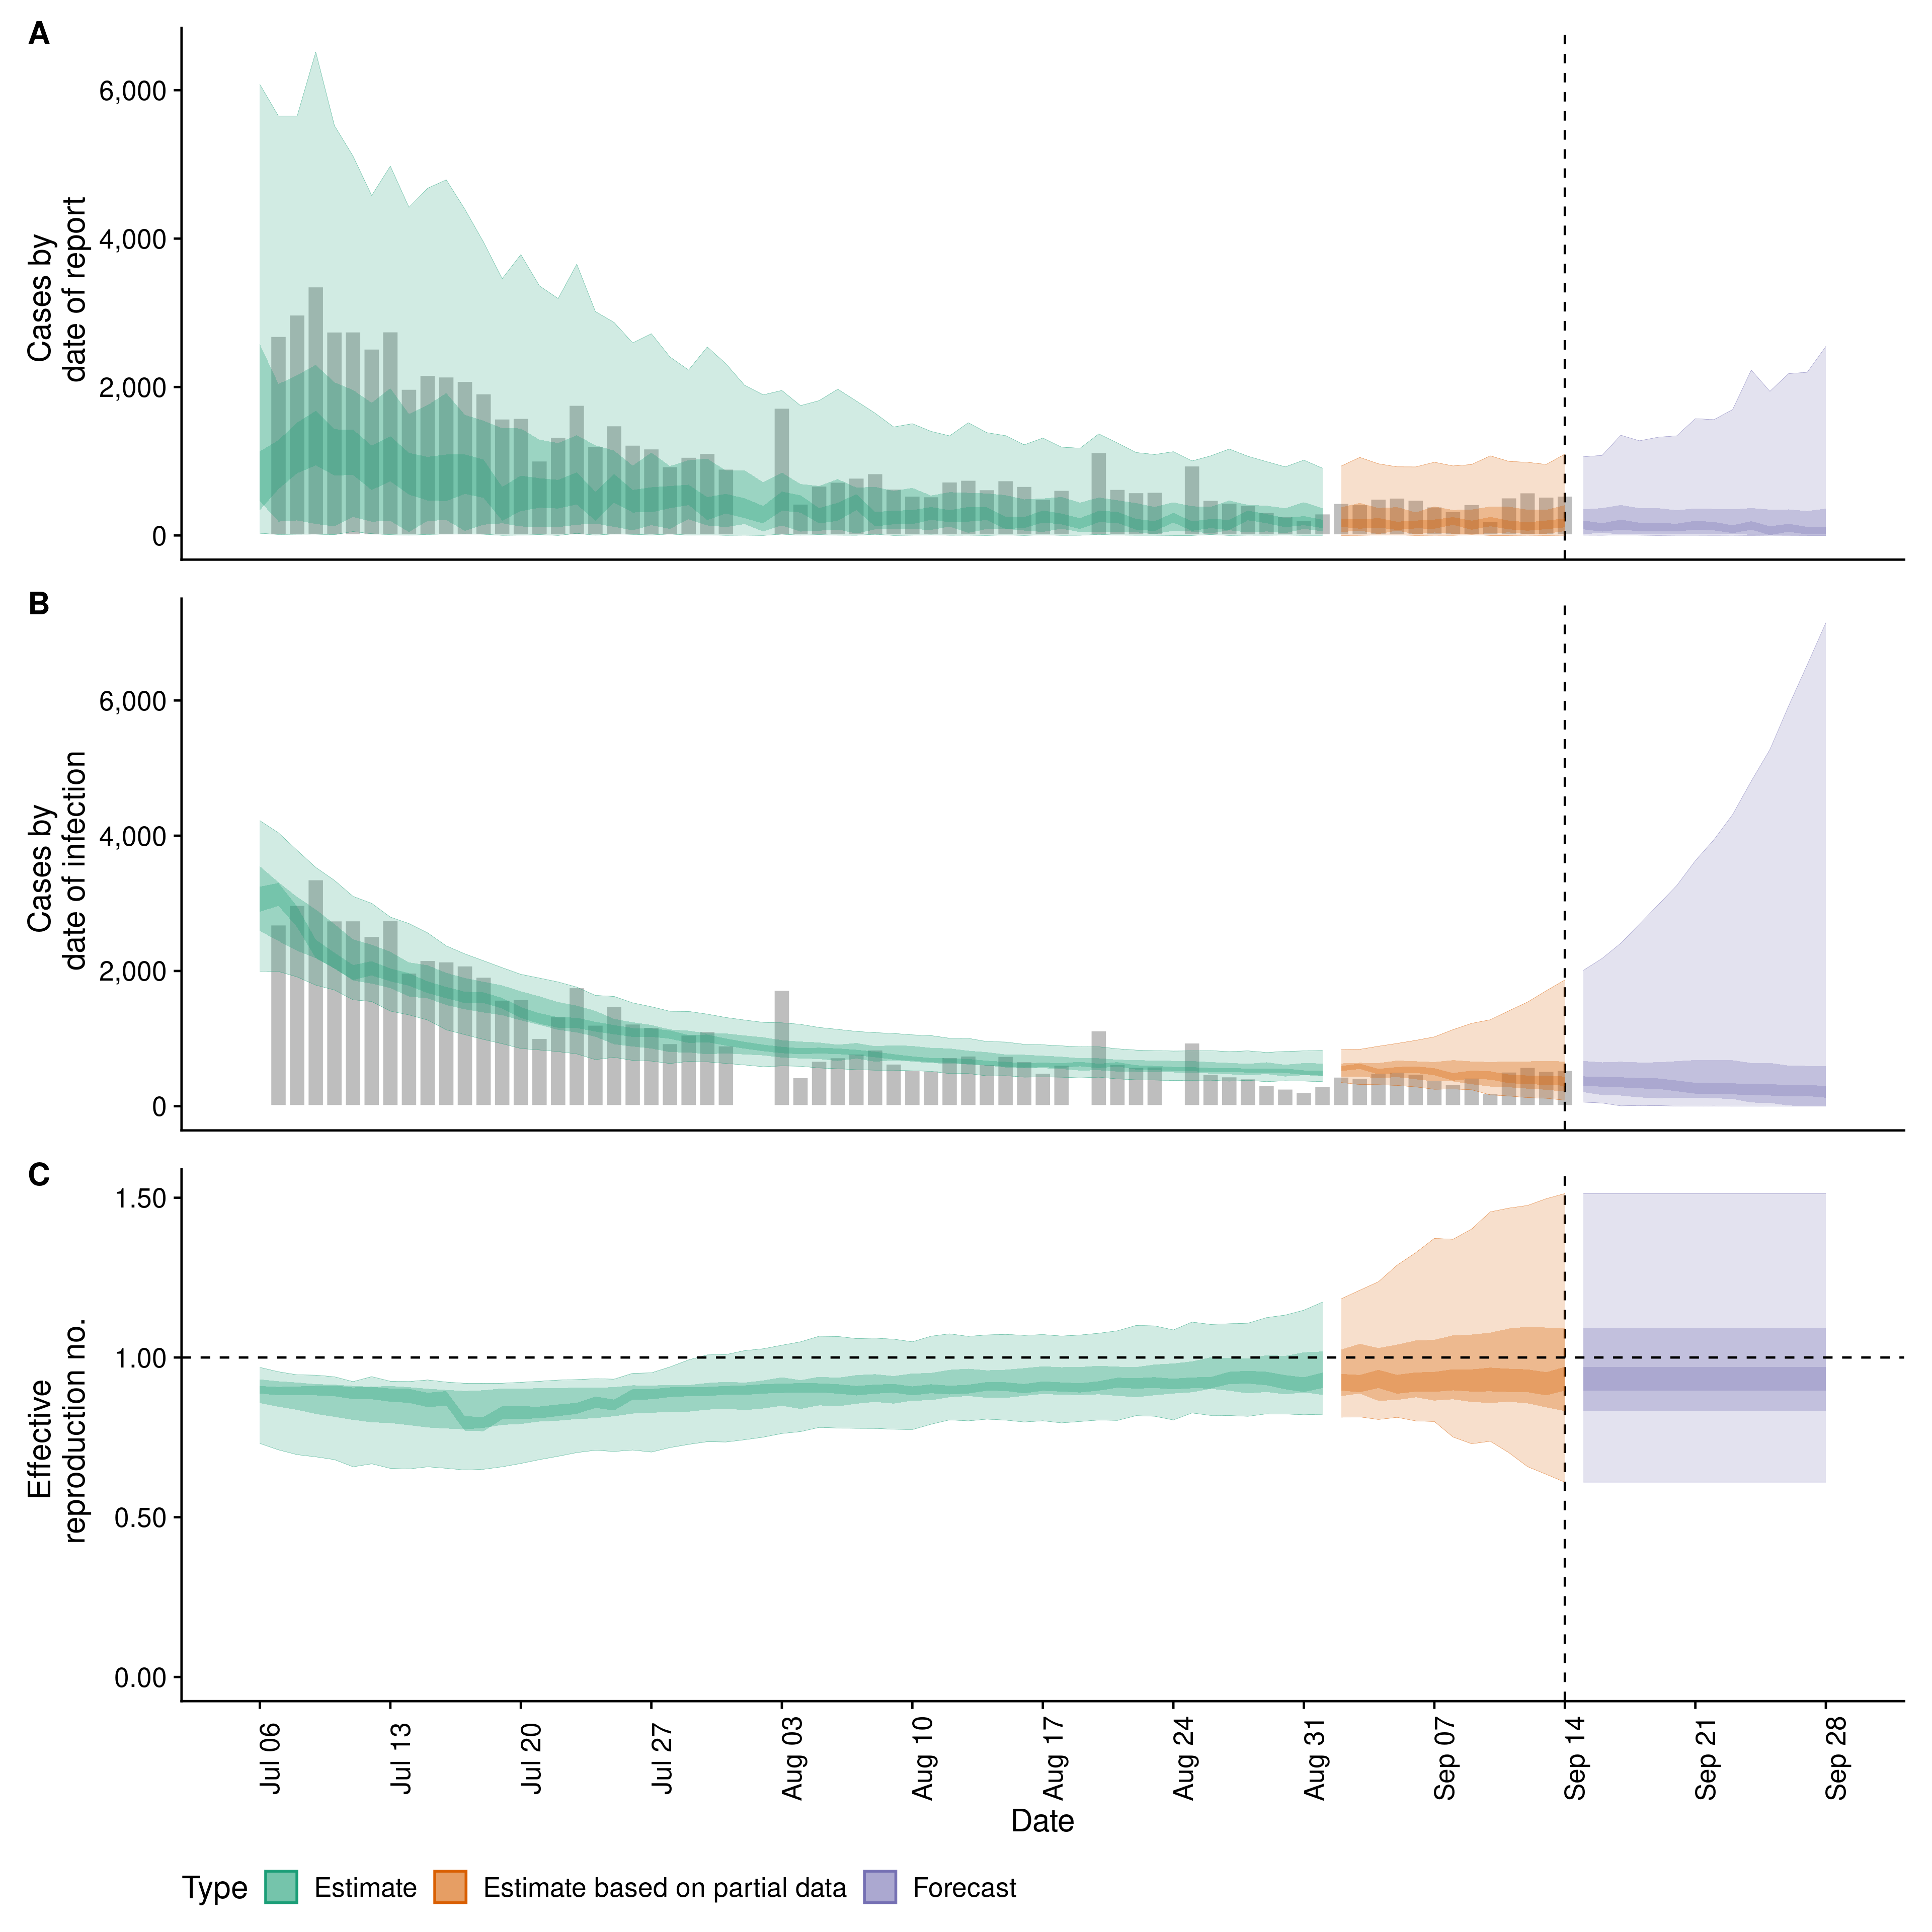 A
Cases by
date of report
6,000
4,000
2,000
0
B
Cases by
date of infection
6,000
4,000
2,000
0
C
Effective
reproduction no.
1.50
1.00
0.50
0.00
Jul 06
Jul 13
Jul 20
Jul 27
Aug 03
Aug 10
Aug 17
Aug 24
Aug 31
Sep 07
Sep 14
Sep 21
Sep 28
Date
Type Estimate Estimate based on partial data Forecast